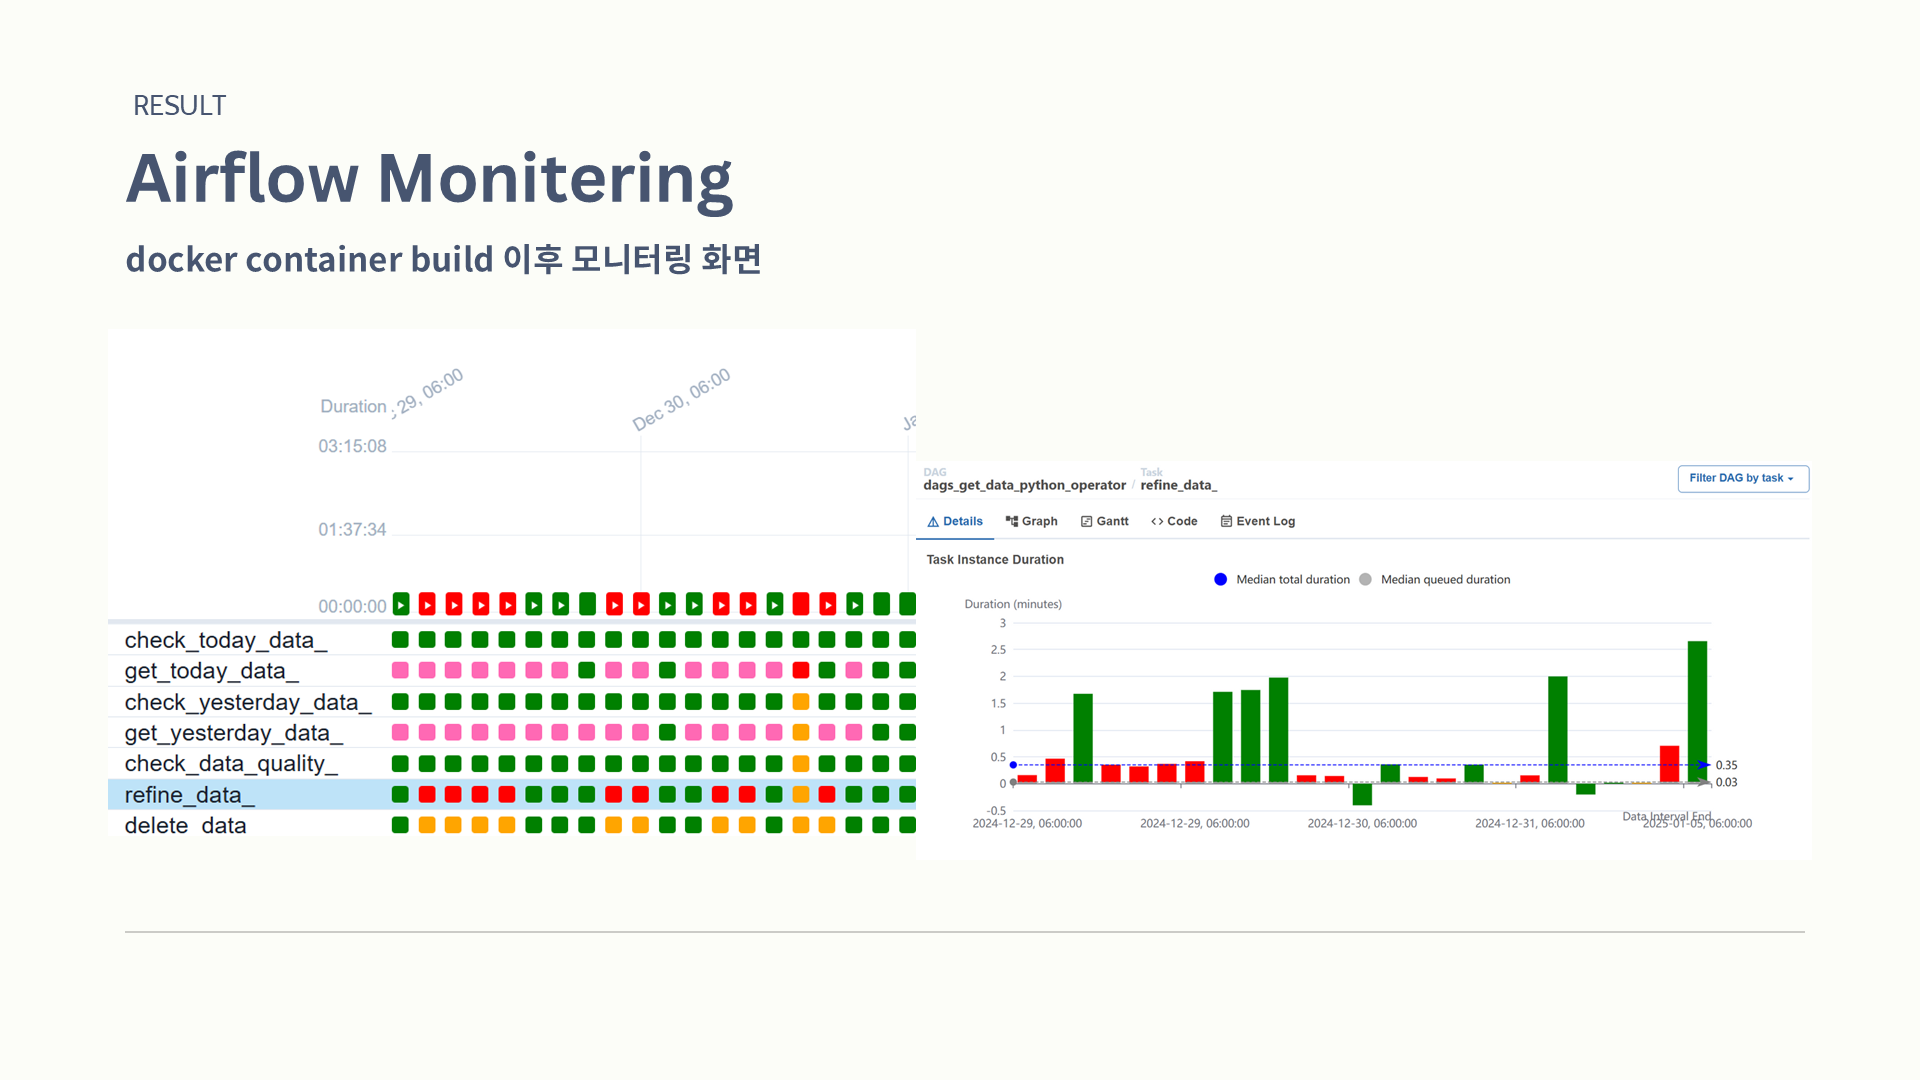 RESULT
Airflow Monitering
docker container build 이후 모니터링 화면
29, 06:00
Dec 30, 06:00
Ja
Duration
03:15:08
01:37:34
00:00:00
check_today_data_
get_today_data_
check_yesterday_data_
get_yesterday_data_
check_data_quality_
refine_data_
delete data
DAG
dags_get_data_python_operator / 
Task
refine_data_
Filter DAG by task
Details
Graph
Gantt
Code
Event Log
Task Instance Duration
Median total duration
Median queued duration
Duration (minutes)
3
2.5
2
1.5
1
0.5
0
-0.5
0.35
0.03
Data Interval End
2024-12-29, 06:00:00
2024-12-29, 06:00:00
2024-12-30, 06:00:00
2024-12-31, 06:00:00
2025-01-05, 06:00:00